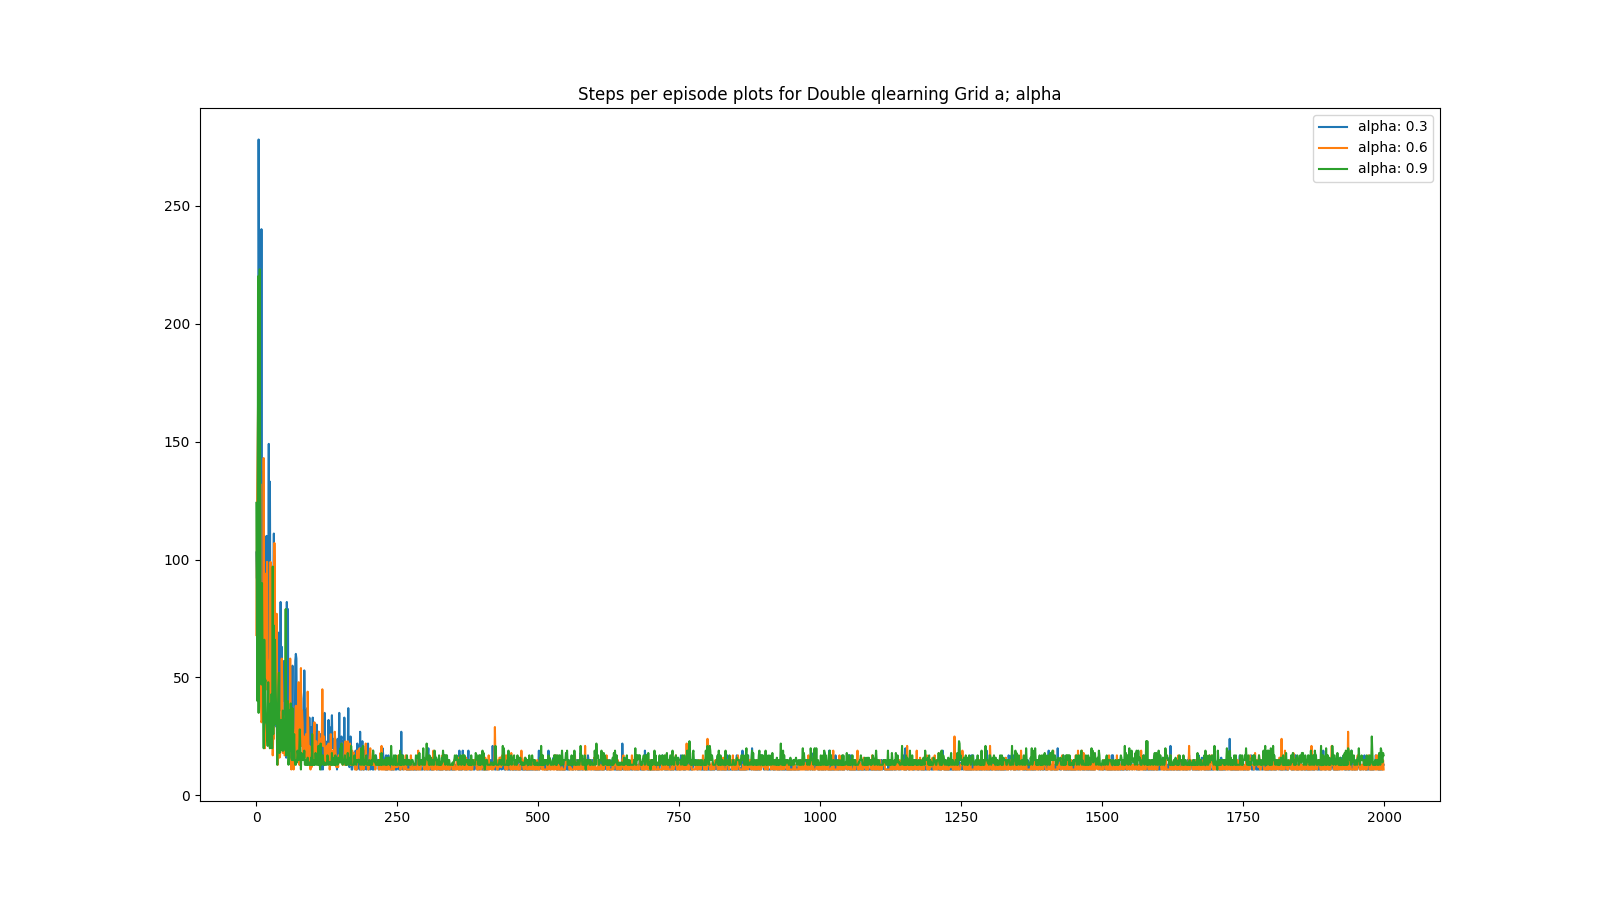 Steps per episode plots for Double qlearning Grid a; alpha
alpha: 0.3
alpha: 0.6
alpha: 0.9
250
200
150
100
50
0
0 250 500 750 1000 1250 1500 1750 2000